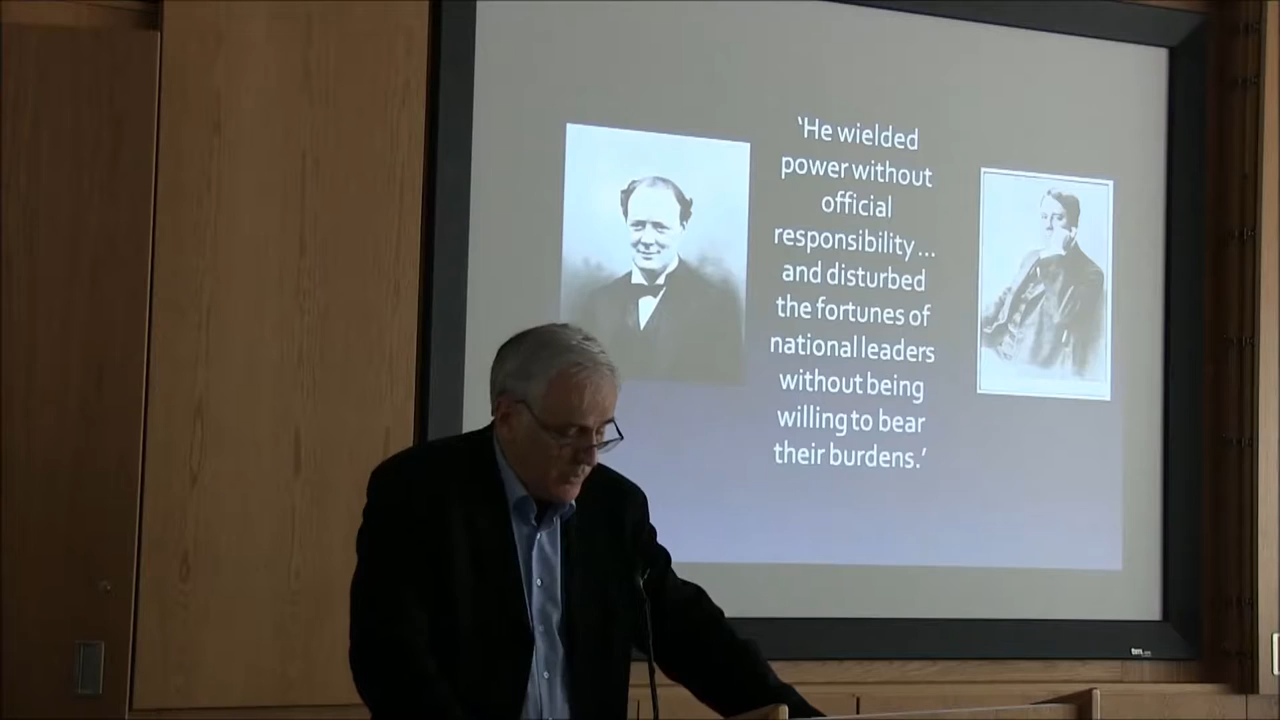 ‘He wielded
power without
official
responsibility...
and disturbed
the fortunes of
national leaders
without being
willing to bear
their burdens.’